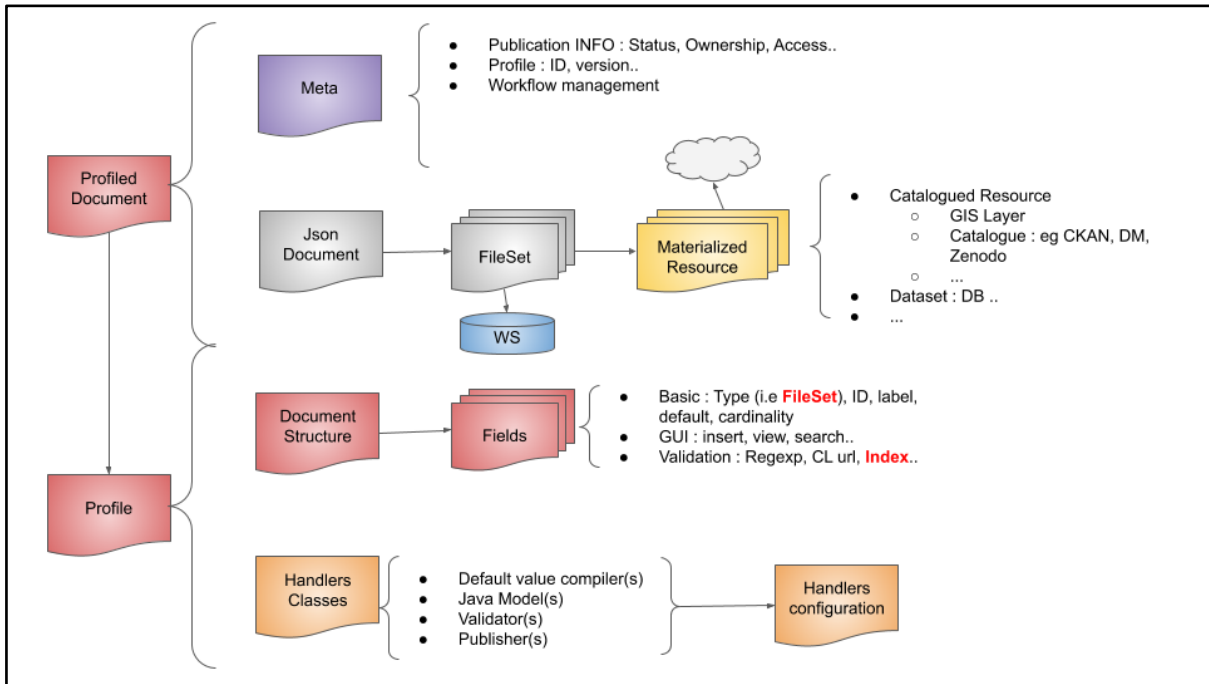 ● Publication INFO : Status, Ownership, Access..
● Profile : ID, version..
● Workflow management
Meta
Profiled
Document
Json
Document
FileSet
Materialized
Resource
● Catalogued Resource
○ GIS Layer
○ Catalogue : eg CKAN, DM,
Zenodo
○ ...
● Dataset : DB ..
● ...
WS
Document
Structure
Fields
● Basic : Type (i.e FileSet), ID, label,
default, cardinality
● GUI : insert, view, search..
● Validation : Regexp, CL url, Index..
Profile
Handlers
Classes
● Default value compiler(s)
● Java Model(s)
● Validator(s)
● Publisher(s)
Handlers
configuration